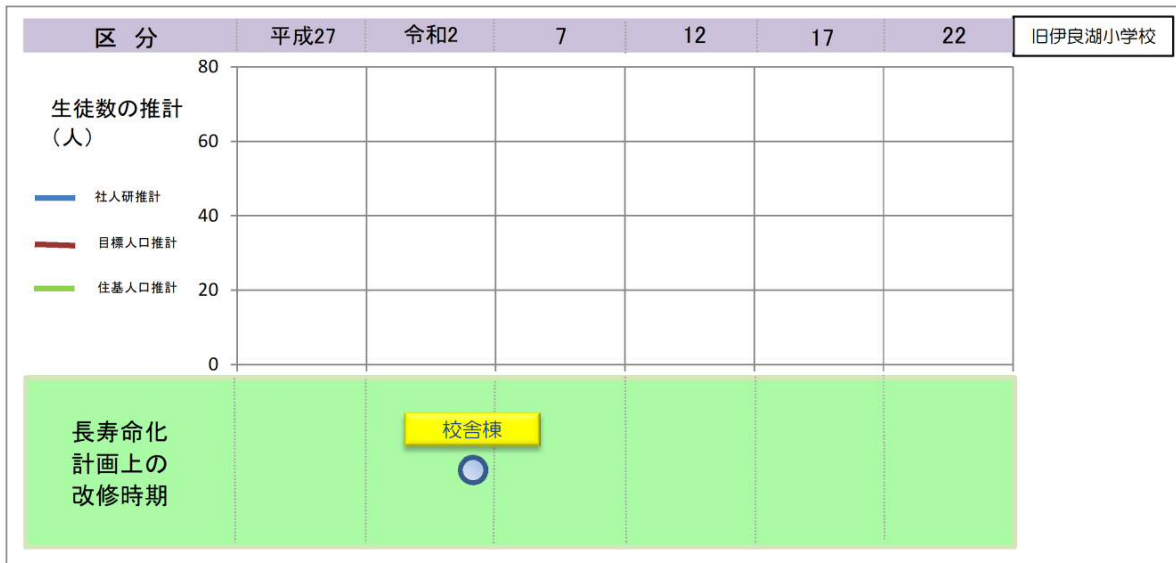 区 分 平成27 令和2 7 12 17 22 旧伊良湖小学校
生徒数の推計
(人)
80
60
40
20
0
社人研推計
目標人口推計
住基人口推計
長寿命化
計画上の
改修時期
校舎棟